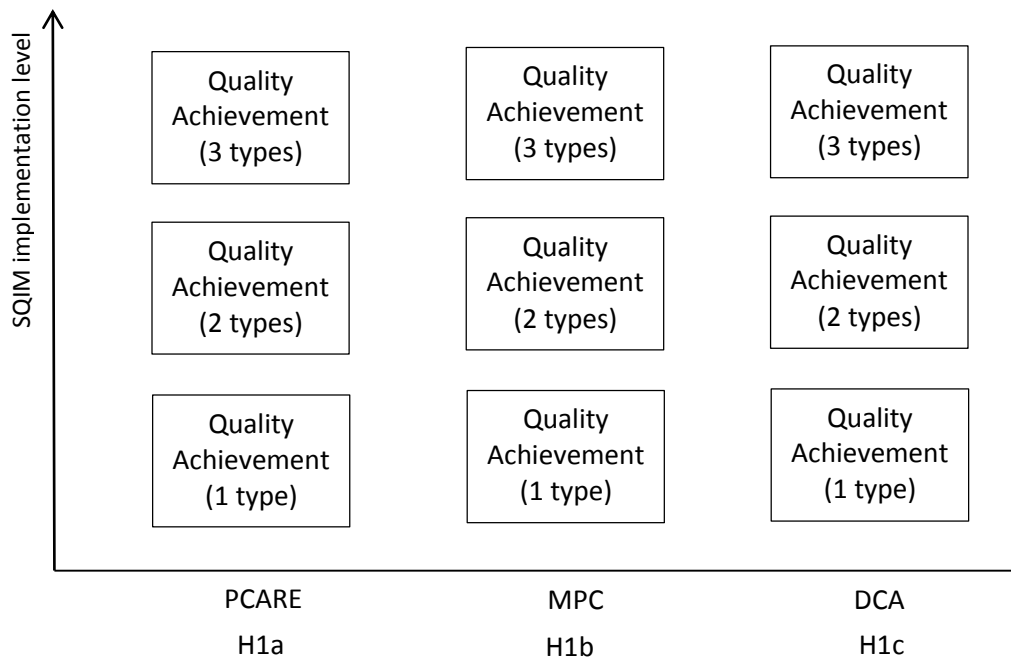 SQIM implementation level
Quality
Achievement
(3 types)
Quality
Achievement
(3 types)
Quality
Achievement
(3 types)
Quality
Achievement
(2 types)
Quality
Achievement
(2 types)
Quality
Achievement
(2 types)
Quality
Achievement
(1 type)
Quality
Achievement
(1 type)
Quality
Achievement
(1 type)
PCARE
MPC
DCA
H1a
H1b
H1c